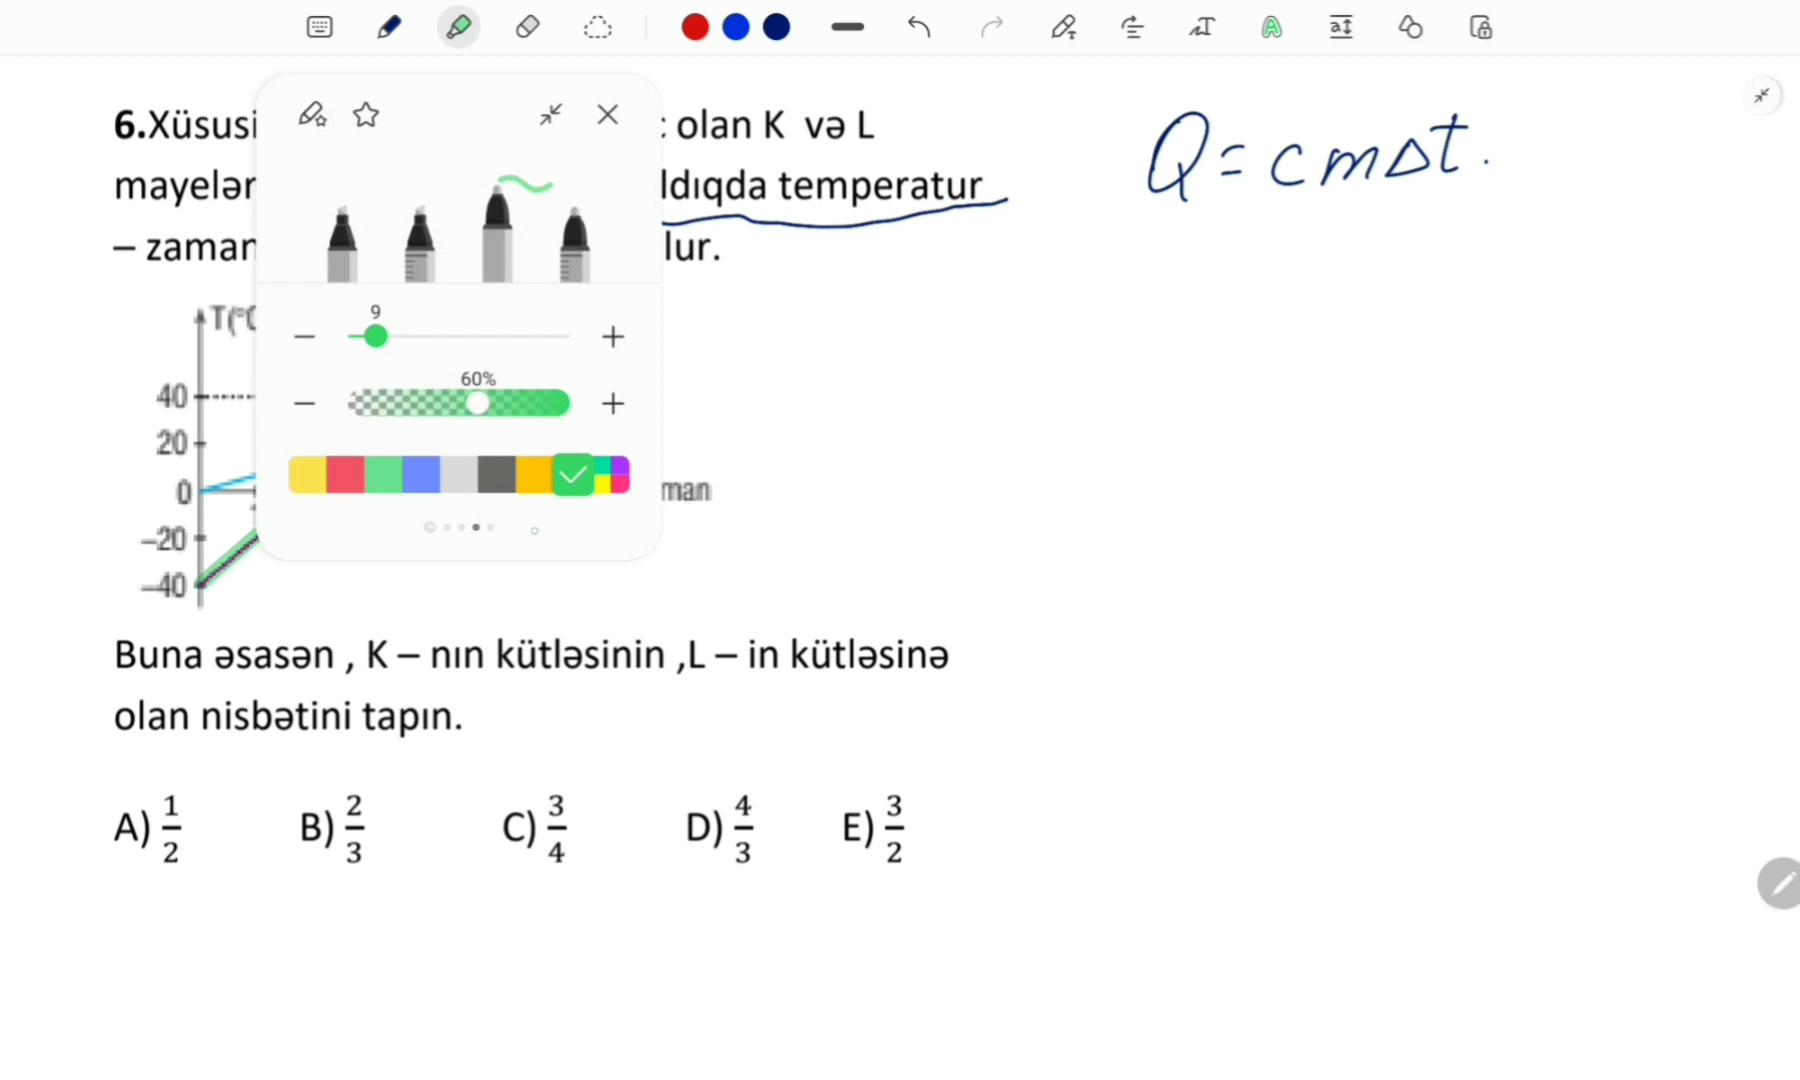 6.Xüsusi olan K və L
mayelər ldıqda temperatur
– zaman lur.
Q = cmΔt.
9
60%
T(°C
40
20
0
man
–20
–40
Buna əsasən , K – nın kütləsinin ,L – in kütləsinə
olan nisbətini tapın.
A) 1/2 B) 2/3 C) 3/4 D) 4/3 E) 3/2